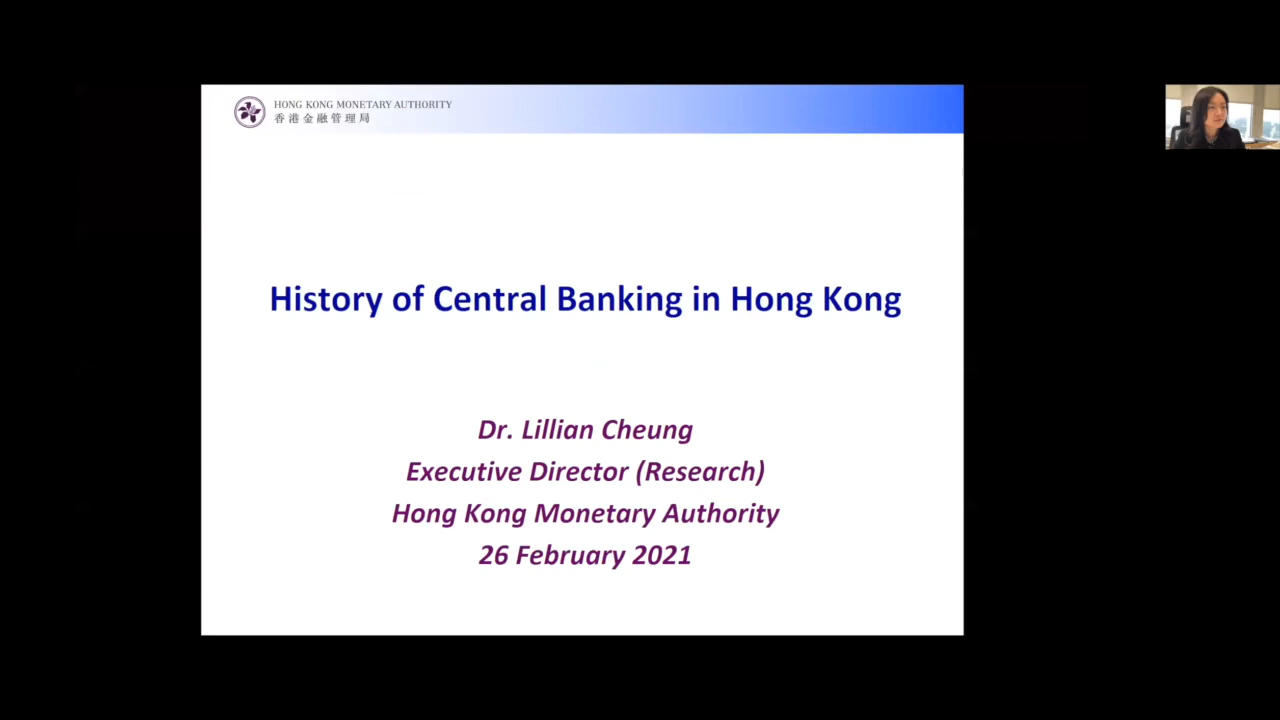 HONG KONG MONETARY AUTHORITY
香港金融管理局
History of Central Banking in Hong Kong
Dr. Lillian Cheung
Executive Director (Research)
Hong Kong Monetary Authority
26 February 2021